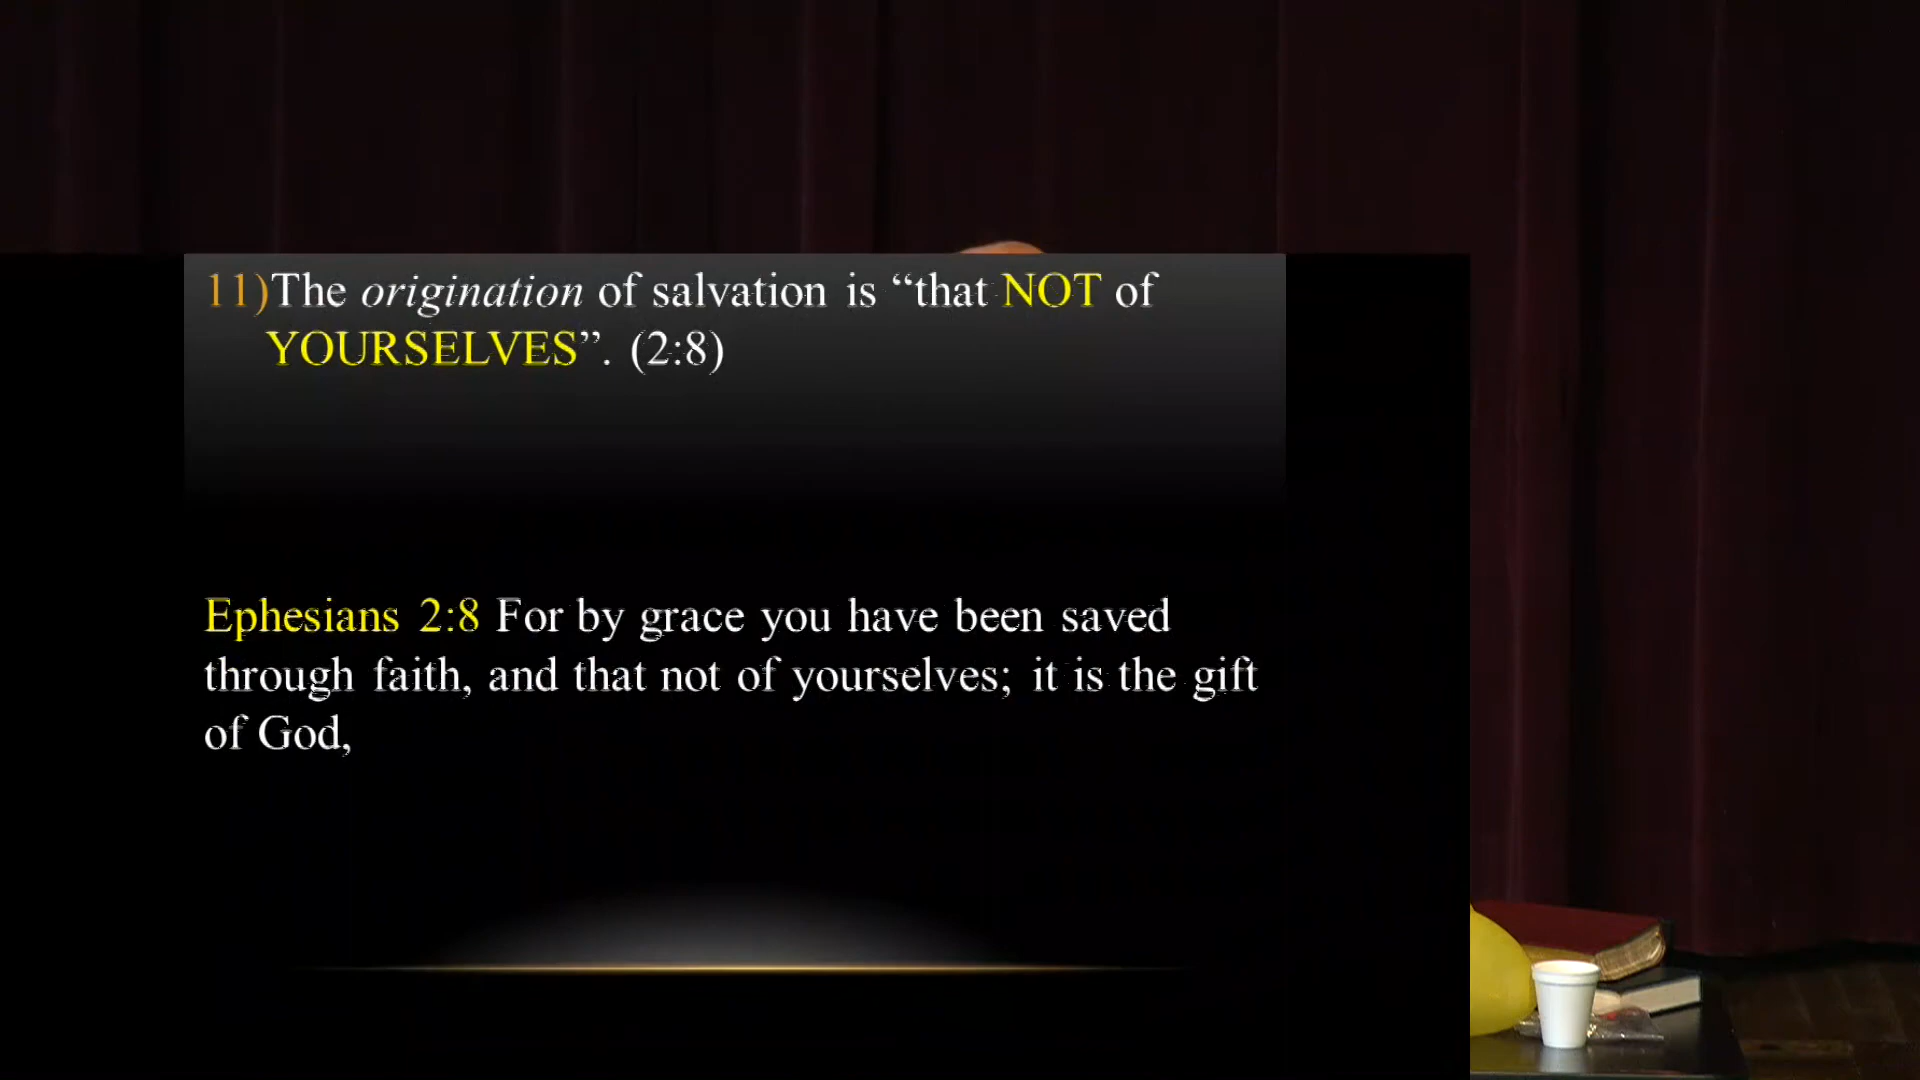 11)The origination of salvation is “that NOT of
YOURSELVES”. (2:8)
Ephesians 2:8 For by grace you have been saved
through faith, and that not of yourselves; it is the gift
of God,